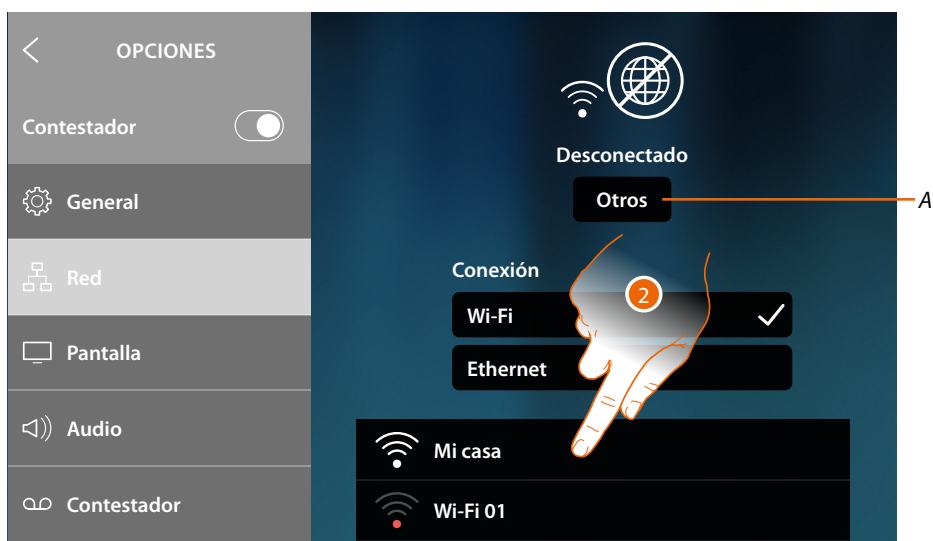 OPCIONES
Contestador
General
Red
Pantalla
Audio
Contestador
Desconectado
Otros
A
Conexión
2
Wi-Fi
Ethernet
Mi casa
Wi-Fi 01